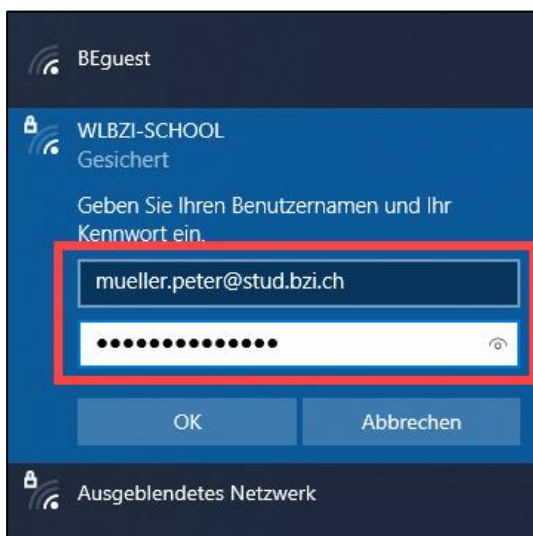 BEguest
WLBZI-SCHOOL
Gesichert
Geben Sie Ihren Benutzernamen und Ihr
Kennwort ein.
mueller.peter@stud.bzi.ch
••••••••••••••
OK Abbrechen
Ausgeblendetes Netzwerk